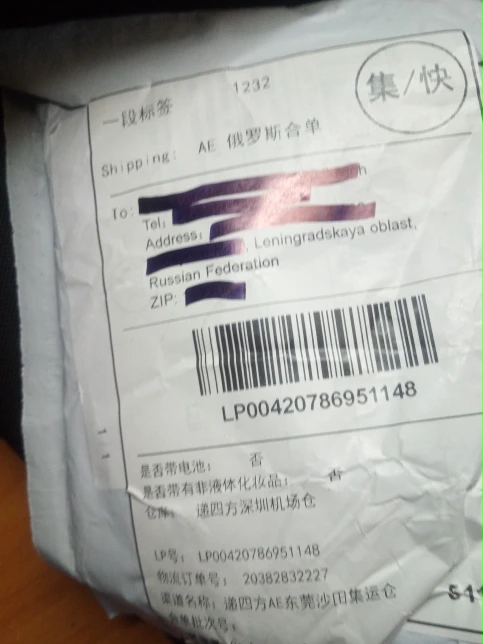 1232
集/快
一段标签
Shipping: AE 俄罗斯合单
To:
Tel:
Address:
, Leningradskaya oblast,
Russian Federation
ZIP:
LP00420786951148
是否带电池: 否
是否带有非液体化妆品: 否
仓库: 递四方深圳机场仓
LP号: LP00420786951148
物流订单号: 20382832227
渠道名称: 递四方AE东莞沙田集运仓